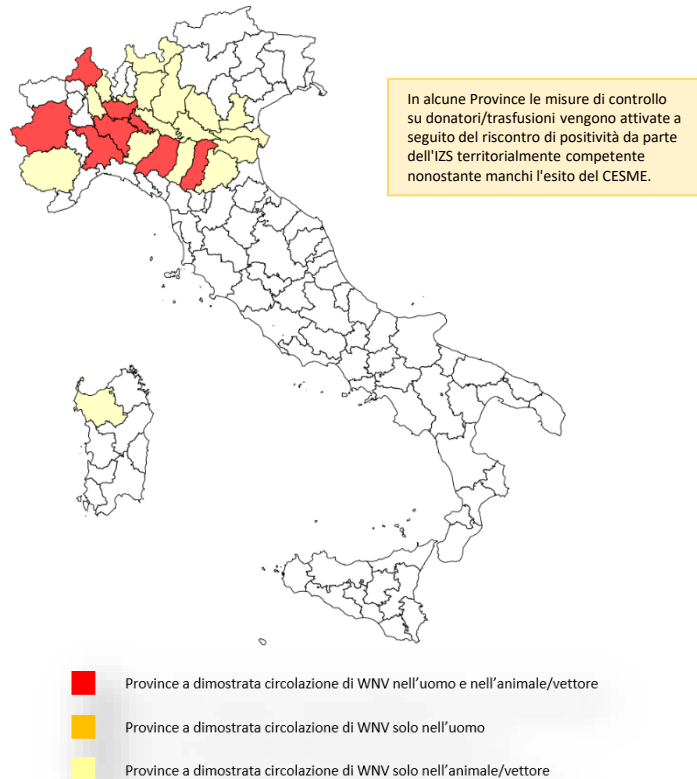 In alcune Province le misure di controllo
su donatori/trasfusioni vengono attivate a
seguito del riscontro di positività da parte
dell'IZS territorialmente competente
nonostante manchi l'esito del CESME.
Province a dimostrata circolazione di WNV nell'uomo e nell'animale/vettore
Province a dimostrata circolazione di WNV solo nell'uomo
Province a dimostrata circolazione di WNV solo nell'animale/vettore